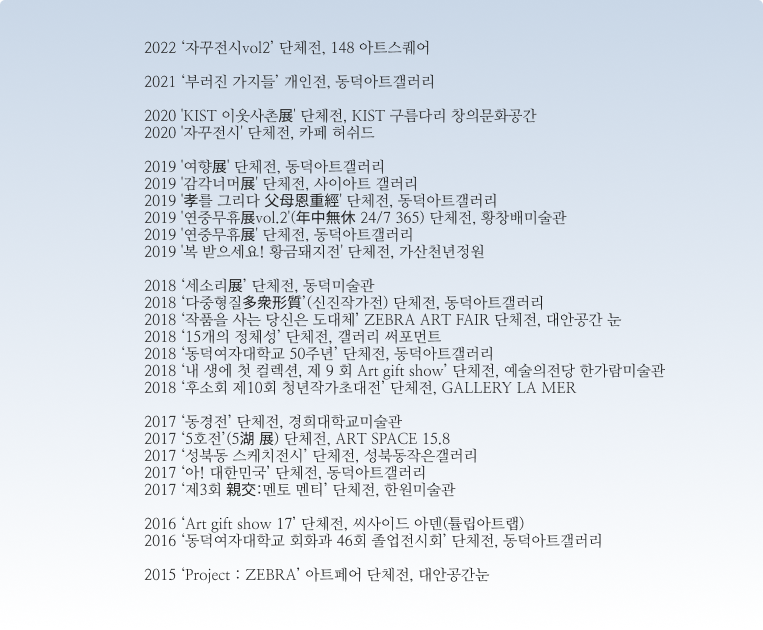 2022 ‘자꾸전시vol2’ 단체전, 148 아트스퀘어
2021 ‘부러진 가지들’ 개인전, 동덕아트갤러리
2020 'KIST 이웃사촌展' 단체전, KIST 구름다리 창의문화공간
2020 '자꾸전시' 단체전, 카페 허쉬드
2019 '여향展' 단체전, 동덕아트갤러리
2019 '감각너머展' 단체전, 사이아트 갤러리
2019 '孝를 그리다 父母恩重經' 단체전, 동덕아트갤러리
2019 '연중무휴展vol.2'(年中無休 24/7 365) 단체전, 황창배미술관
2019 '연중무휴展' 단체전, 동덕아트갤러리
2019 '복 받으세요! 황금돼지전' 단체전, 가산천년정원
2018 ‘세소리展’ 단체전, 동덕미술관
2018 ‘다중형질多衆形質’(신진작가전) 단체전, 동덕아트갤러리
2018 ‘작품을 사는 당신은 도대체’ ZEBRA ART FAIR 단체전, 대안공간 눈
2018 ‘15개의 정체성’ 단체전, 갤러리 써포먼트
2018 ‘동덕여자대학교 50주년’ 단체전, 동덕아트갤러리
2018 ‘내 생에 첫 컬렉션, 제 9 회 Art gift show’ 단체전, 예술의전당 한가람미술관
2018 ‘후소회 제10회 청년작가초대전’ 단체전, GALLERY LA MER
2017 ‘동경전’ 단체전, 경희대학교미술관
2017 ‘5호전’(5湖 展) 단체전, ART SPACE 15.8
2017 ‘성북동 스케치전시’ 단체전, 성북동작은갤러리
2017 ‘아! 대한민국’ 단체전, 동덕아트갤러리
2017 ‘제3회 親交:멘토 멘티’ 단체전, 한원미술관
2016 ‘Art gift show 17’ 단체전, 씨사이드 아덴(튤립아트랩)
2016 ‘동덕여자대학교 회화과 46회 졸업전시회’ 단체전, 동덕아트갤러리
2015 ‘Project : ZEBRA’ 아트페어 단체전, 대안공간눈